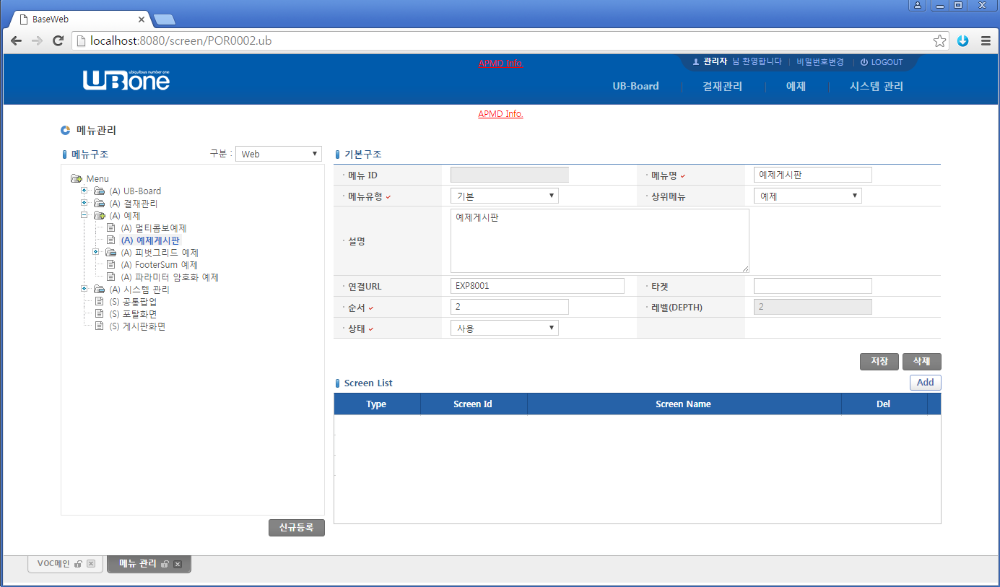 BaseWeb
localhost:8080/screen/POR0002.ub
APMD Info.
관리자 님 환영합니다 비밀번호변경 LOGOUT
ubiquitous number one
UBone
UB-Board 결재관리 예제 시스템 관리
APMD Info.
메뉴관리
메뉴구조 구분 : Web
Menu
(A) UB-Board
(A) 결재관리
(A) 예제
(A) 멀티콤보예제
(A) 예제게시판
(A) 피벗그리드 예제
(A) FooterSum 예제
(A) 파라미터 암호화 예제
(A) 시스템 관리
(S) 공통팝업
(S) 포탈화면
(S) 게시판화면
신규등록
기본구조
메뉴 ID 메뉴명 예제게시판
메뉴유형 기본 상위메뉴 예제
설명 예제게시판
연결URL EXP8001 타겟
순서 2 레벨(DEPTH) 2
상태 사용
저장 삭제
Screen List Add
Type Screen Id Screen Name Del
VOC메인 메뉴 관리